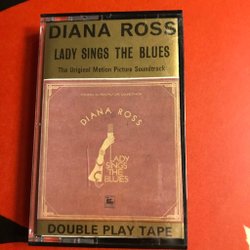 DIANA ROSS
LADY SINGS THE BLUES
The Original Motion Picture Soundtrack
DIANA ROSS
LADY
SINGS
THE
BLUES
DOUBLE PLAY TAPE